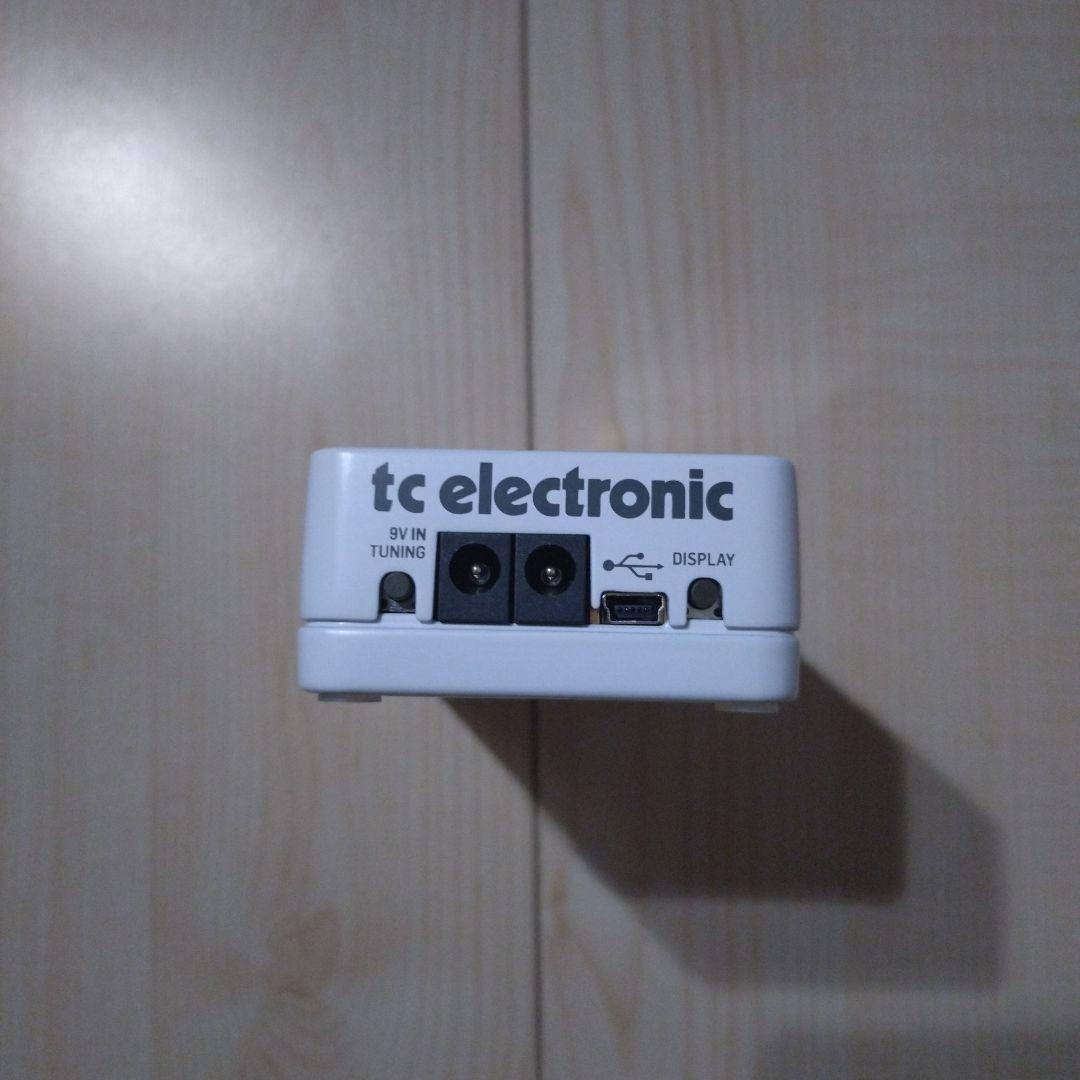 tc electronic
9V IN
TUNING
DISPLAY